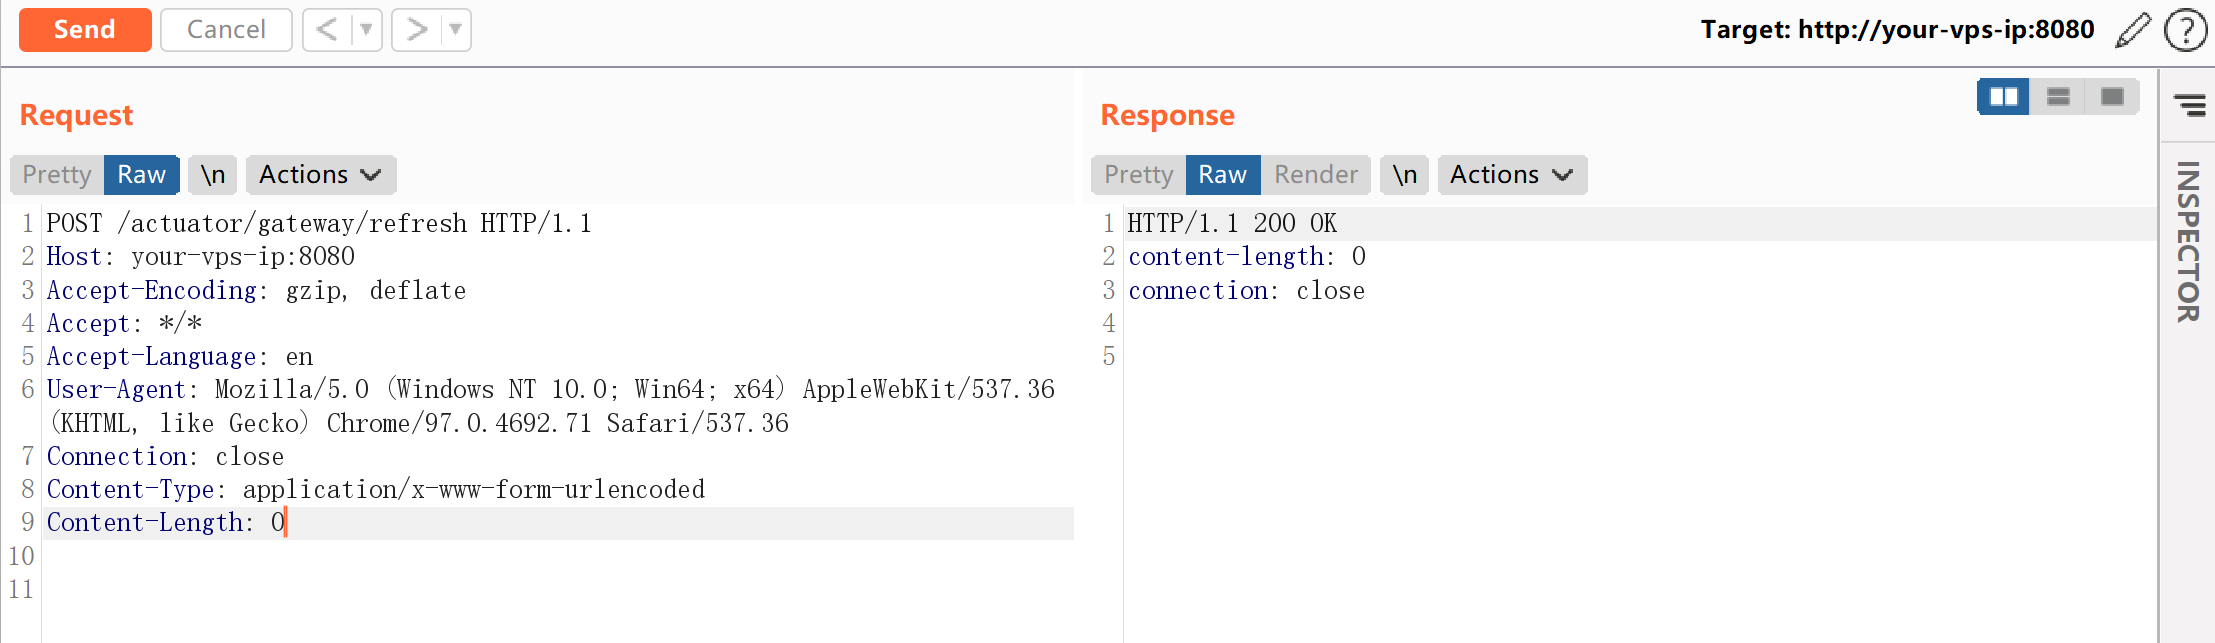 Send Cancel < >
Target: http://your-vps-ip:8080 ?
Request
Pretty Raw \n Actions
1 POST /actuator/gateway/refresh HTTP/1.1
2 Host: your-vps-ip:8080
3 Accept-Encoding: gzip, deflate
4 Accept: */*
5 Accept-Language: en
6 User-Agent: Mozilla/5.0 (Windows NT 10.0; Win64; x64) AppleWebKit/537.36
(KHTML, like Gecko) Chrome/97.0.4692.71 Safari/537.36
7 Connection: close
8 Content-Type: application/x-www-form-urlencoded
9 Content-Length: 0
10
11
Response
Pretty Raw Render \n Actions
1 HTTP/1.1 200 OK
2 content-length: 0
3 connection: close
4
5
INSPECTOR